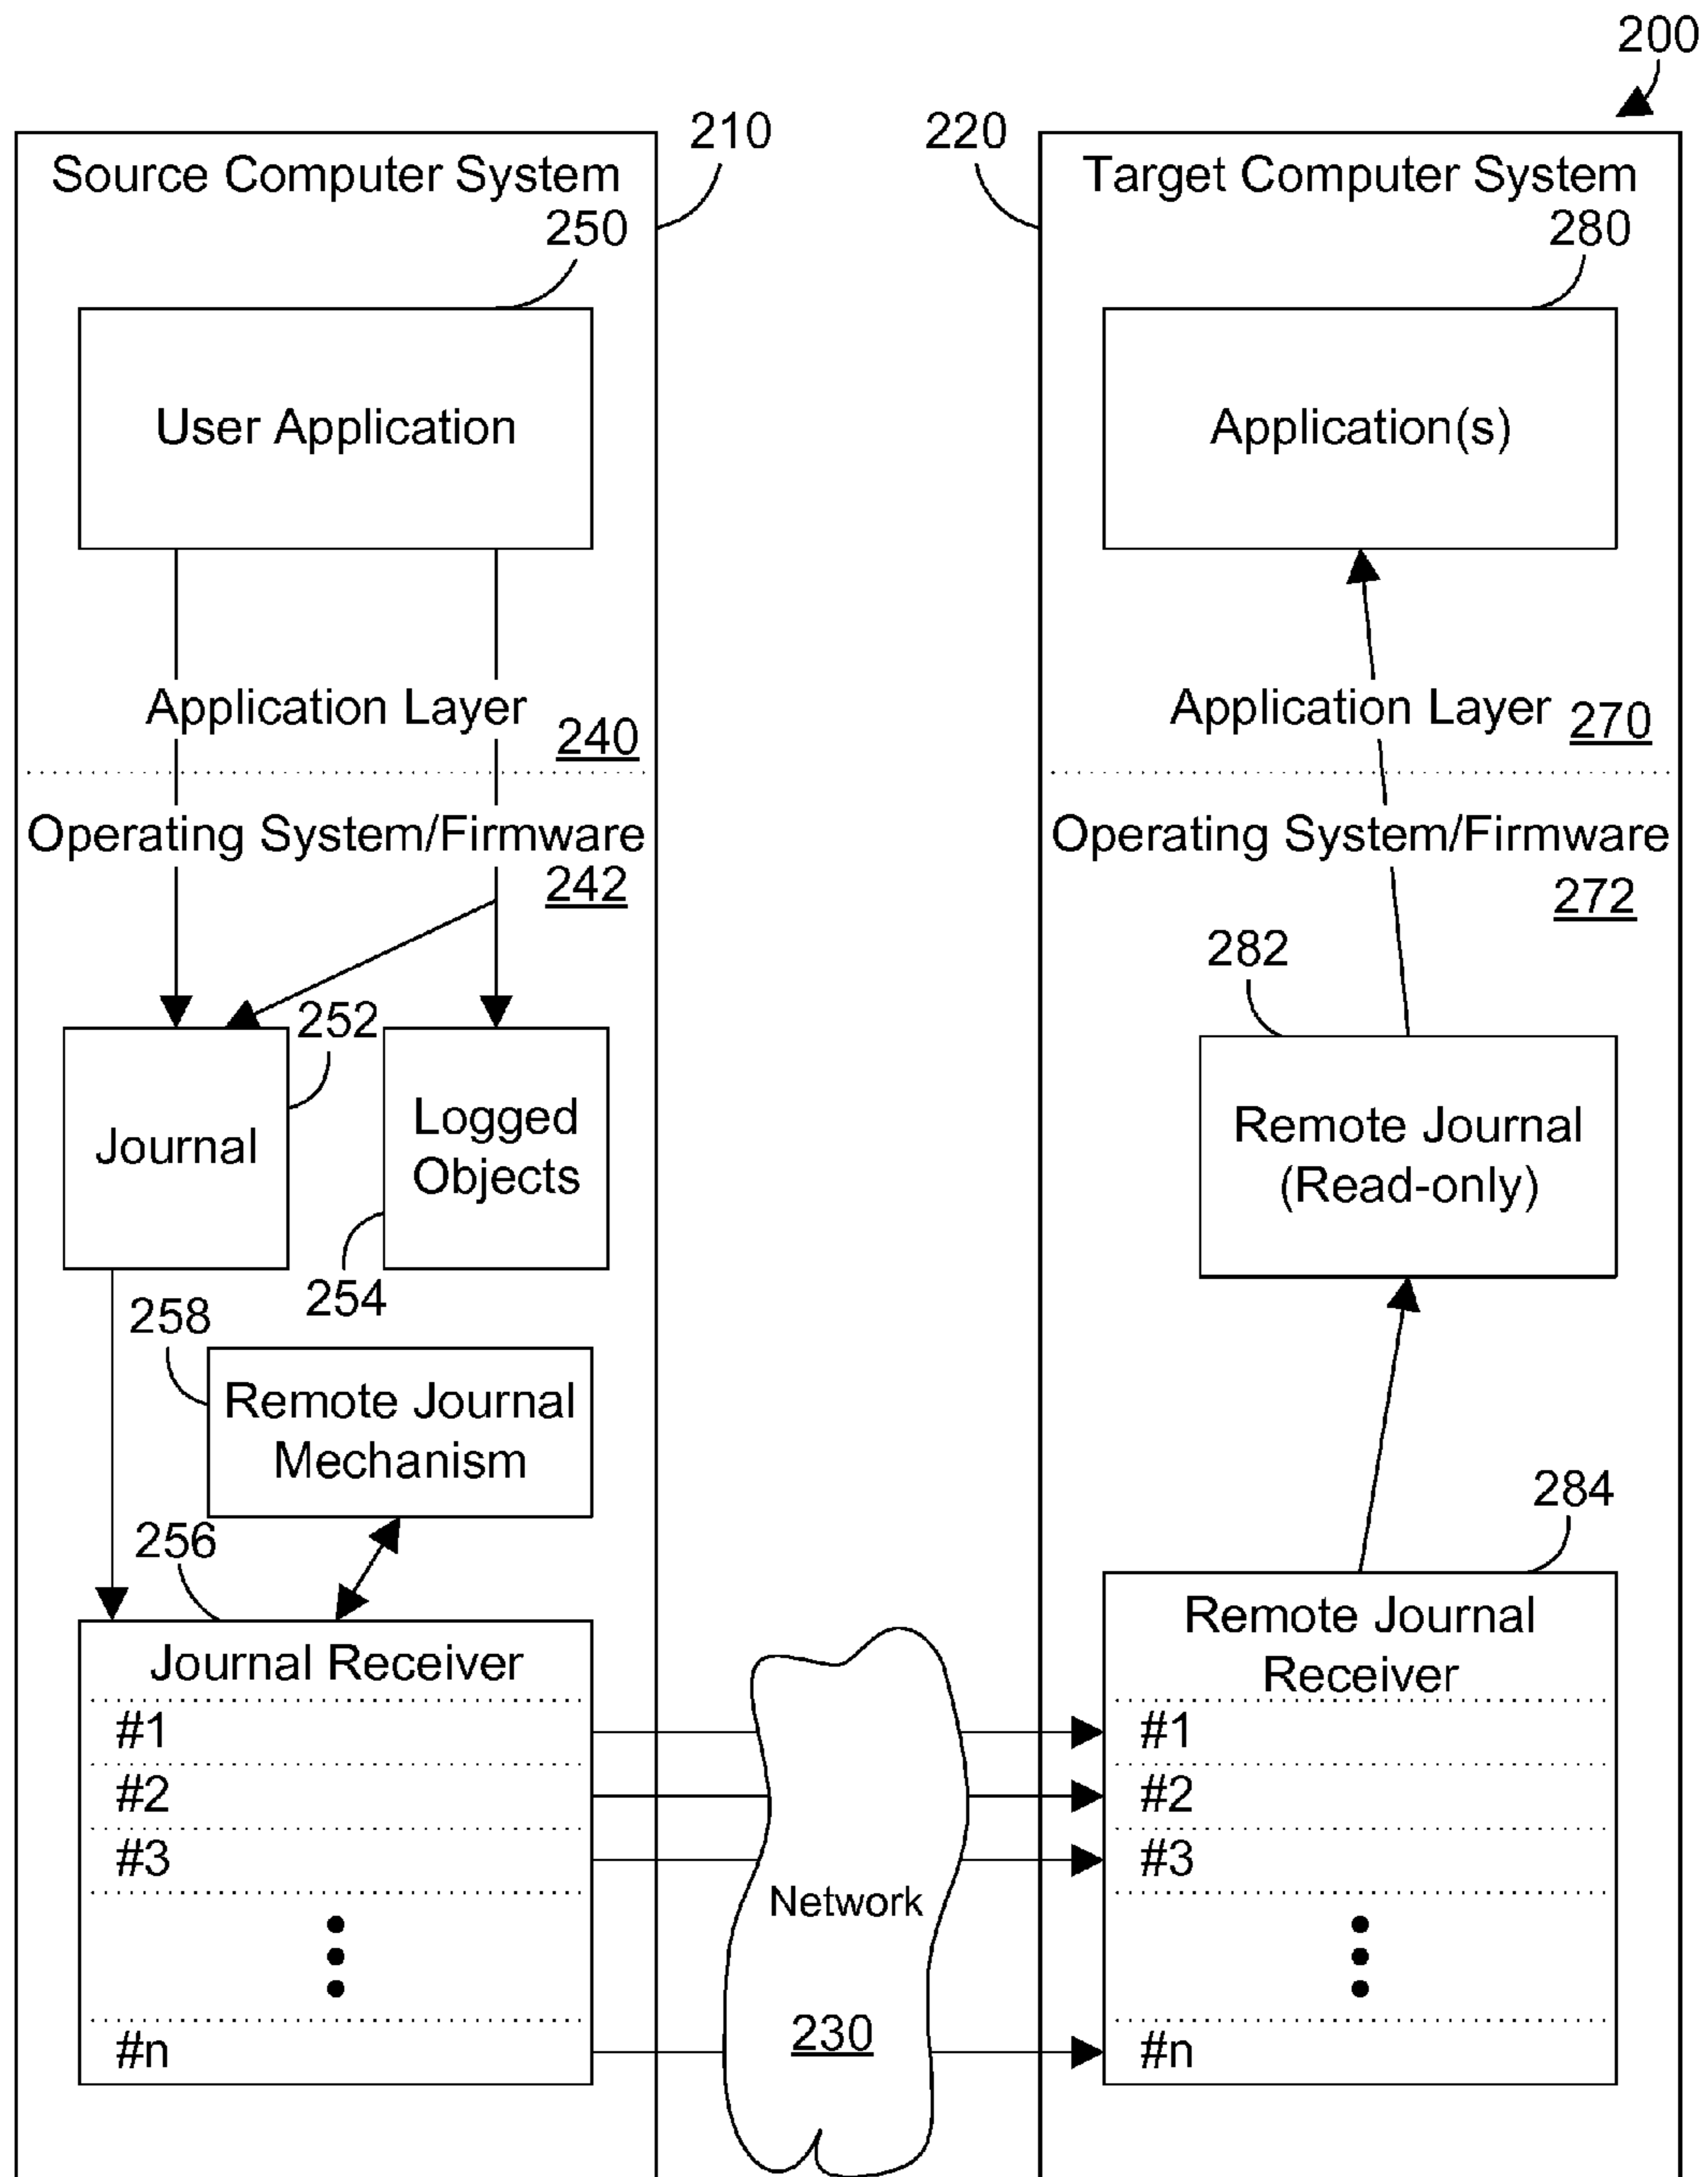 200
210
220
Source Computer System
250
User Application
Application Layer
240
Operating System/Firmware
242
252
Journal
Logged
Objects
254
258
Remote Journal
Mechanism
256
Journal Receiver
#1
#2
#3
#n
Network
230
Target Computer System
280
Application(s)
Application Layer
270
Operating System/Firmware
272
282
Remote Journal
(Read-only)
284
Remote Journal
Receiver
#1
#2
#3
#n